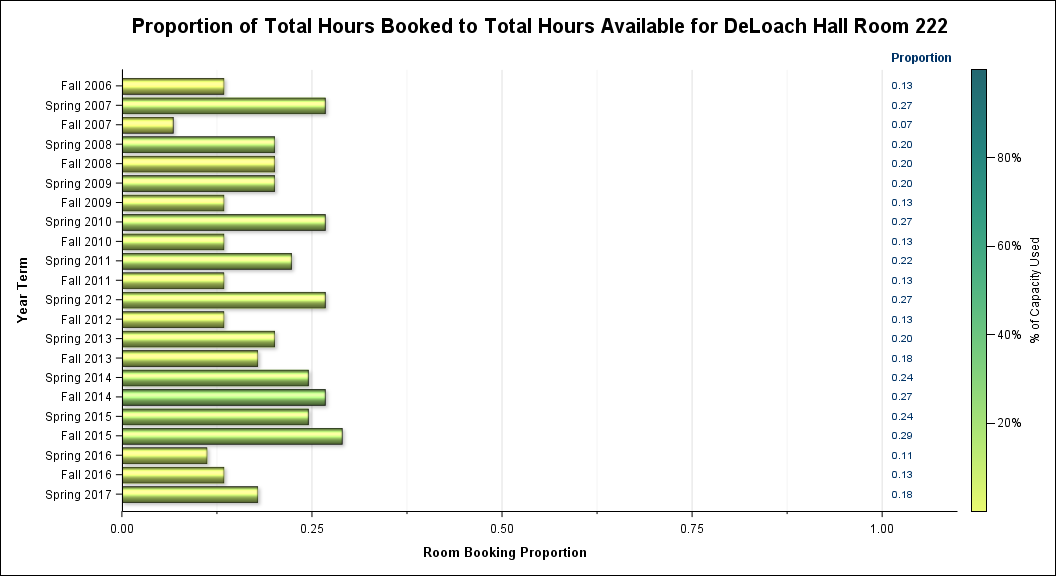 Proportion of Total Hours Booked to Total Hours Available for DeLoach Hall Room 222
Proportion
Fall 2006 0.13
Spring 2007 0.27
Fall 2007 0.07
Spring 2008 0.20
Fall 2008 0.20
Spring 2009 0.20
Fall 2009 0.13
Spring 2010 0.27
Fall 2010 0.13
Spring 2011 0.22
Fall 2011 0.13
Spring 2012 0.27
Fall 2012 0.13
Spring 2013 0.20
Fall 2013 0.18
Spring 2014 0.24
Fall 2014 0.27
Spring 2015 0.24
Fall 2015 0.29
Spring 2016 0.11
Fall 2016 0.13
Spring 2017 0.18
Year Term
0.00 0.25 0.50 0.75 1.00
Room Booking Proportion
80%
60%
40%
20%
% of Capacity Used